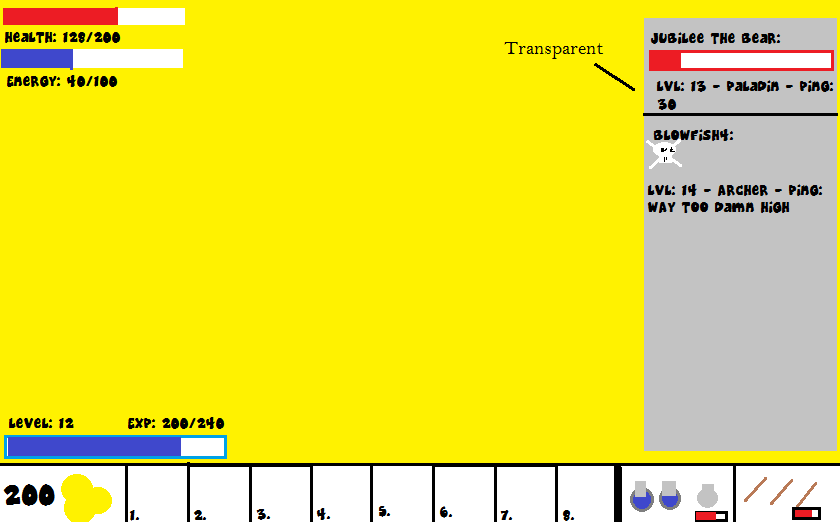 HEALTH: 128/200
ENERGY: 40/100
Transparent
JUBILEE THE BEAR:
LVL: 13 - PALADIN - PING:
30
BLOWFISH4:
LVL: 14 - ARCHER - PING:
WAY TOO DAMN HIGH
LEVEL: 12 EXP: 200/240
200
1. 2. 3. 4. 5. 6. 7. 8.